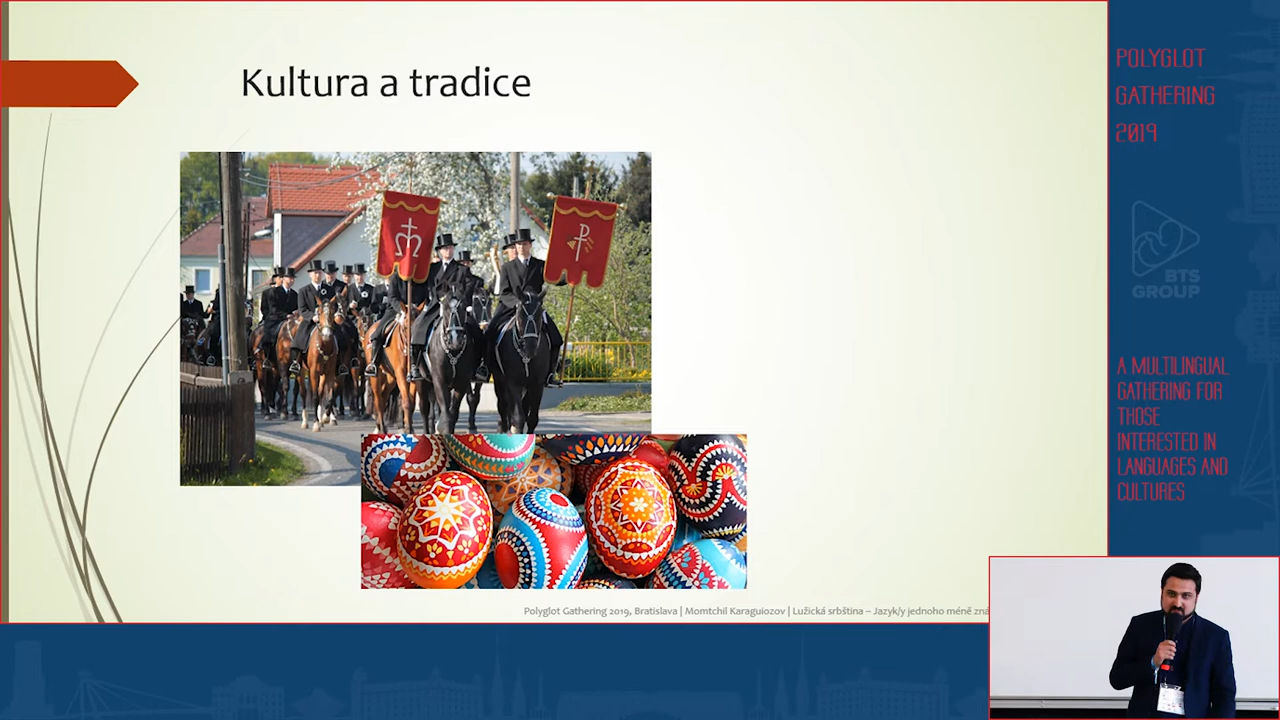 Kultura a tradice
Polyglot Gathering 2019, Bratislava | Momtchil Karaguiozov | Lužická srbština – Jazyk/y jednoho méně
POLYGLOT
GATHERING
2019
BTS
GROUP
A MULTILINGUAL
GATHERING FOR
THOSE
INTERESTED IN
LANGUAGES AND
CULTURES